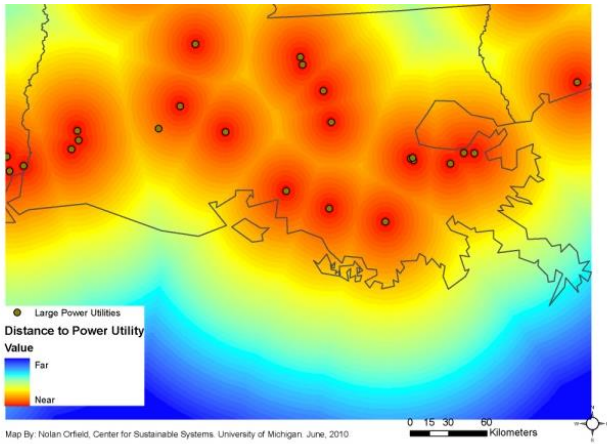 Large Power Utilities
Distance to Power Utility
Value
Far
Near
Map By: Nolan Orfield, Center for Sustainable Systems. University of Michigan. June, 2010
0 15 30 60
Kilometers